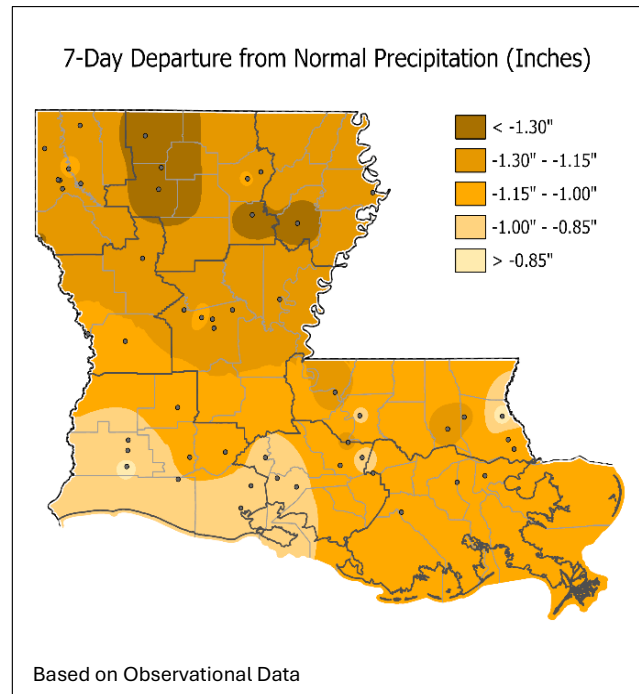 7-Day Departure from Normal Precipitation (Inches)
< -1.30"
-1.30" - -1.15"
-1.15" - -1.00"
-1.00" - -0.85"
> -0.85"
Based on Observational Data